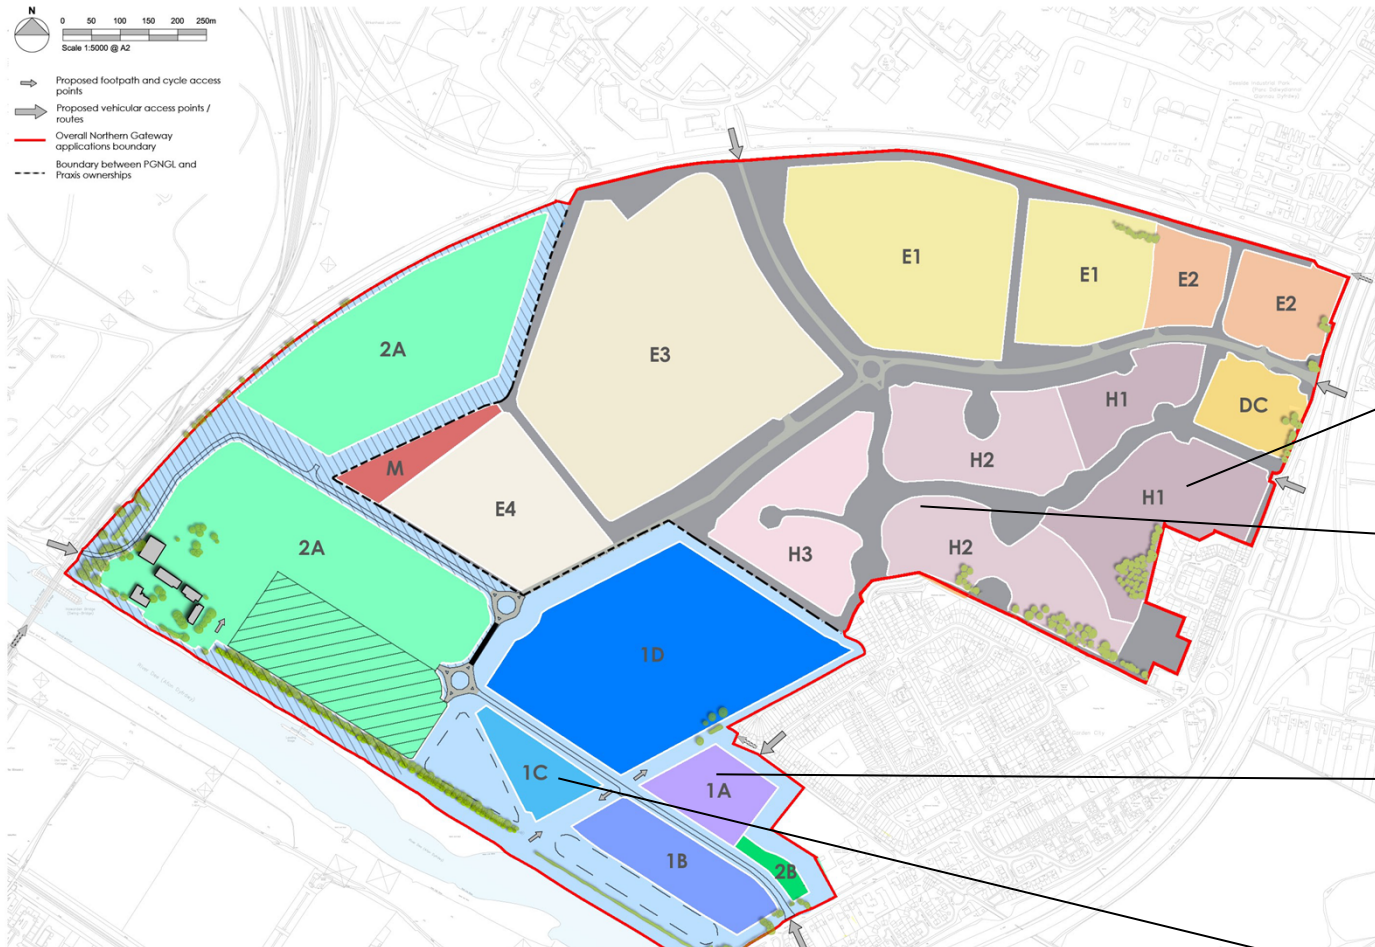 N
0 50 100 150 200 250m
Scale 1:5000 @ A2
Proposed footpath and cycle access
points
Proposed vehicular access points /
routes
Overall Northern Gateway
applications boundary
Boundary between PGNGL and
Praxis ownerships
E1
E1
E2
E2
2A
E3
H1
DC
M
H2
H1
E4
2A
H3
H2
1D
1C
1A
1B
2B
Garden City